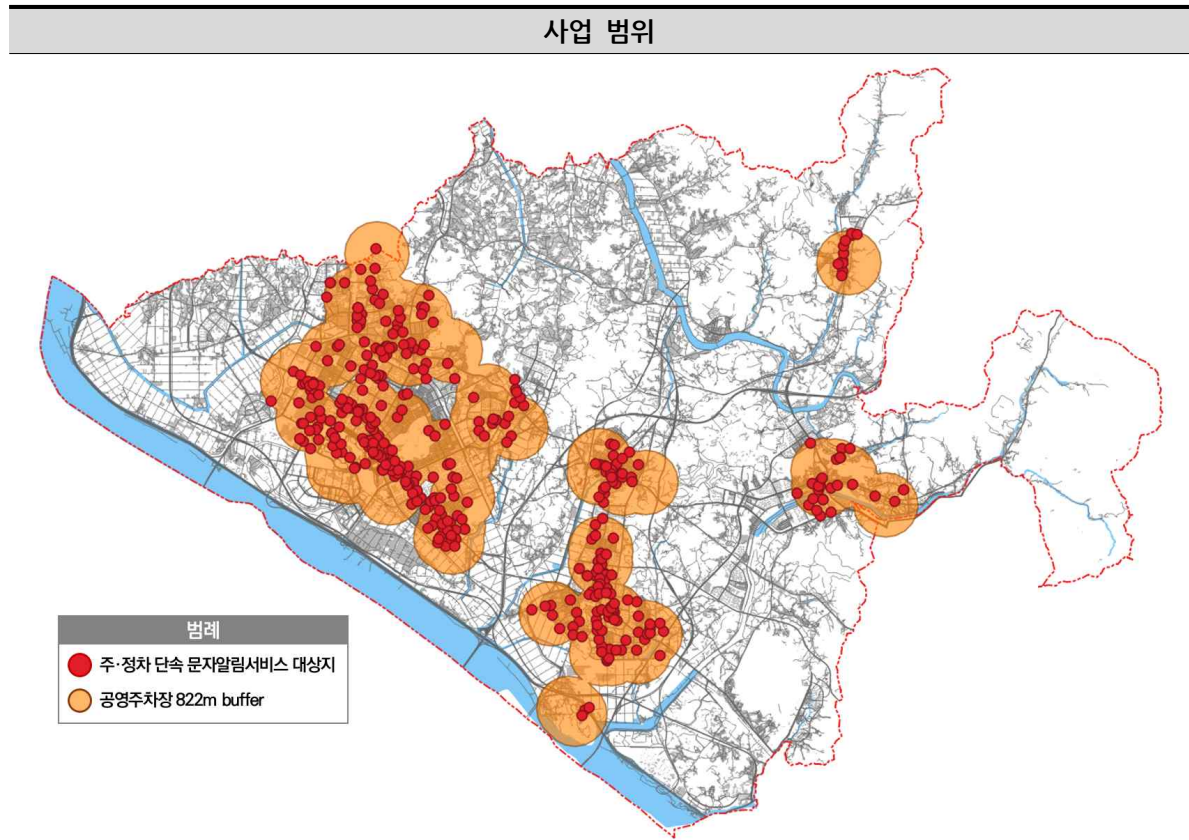 사업 범위
범례
주·정차 단속 문자알림서비스 대상지
공영주차장 822m buffer